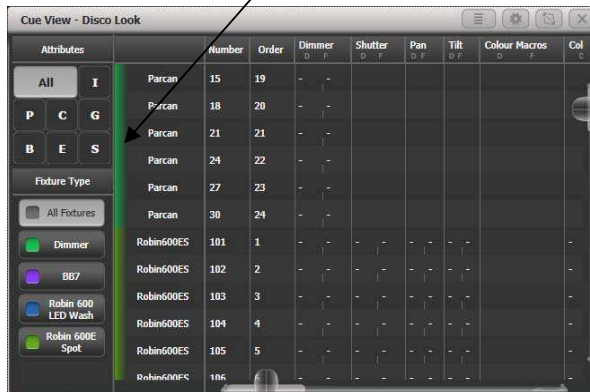 Cue View - Disco Look
Attributes Number Order Dimmer Shutter Pan Tilt Colour Macros Col
D F D F D F D F D F D
All I
P C G
B E S
Fixture Type
All Fixtures
Dimmer
BB7
Robin 600
LED Wash
Robin 600E
Spot
Parcan 15 19 - -
Parcan 18 20 - -
Parcan 21 21 - -
Parcan 24 22 - -
Parcan 27 23 - -
Parcan 30 24 - -
Robin600ES 101 1 - - - - - - - - -
Robin600ES 102 2 - - - - - - - - -
Robin600ES 103 3 - - - - - - - - -
Robin600ES 104 4 - - - - - - - - -
Robin600ES 105 5 - - - - - - - - -
Robin600ES 106